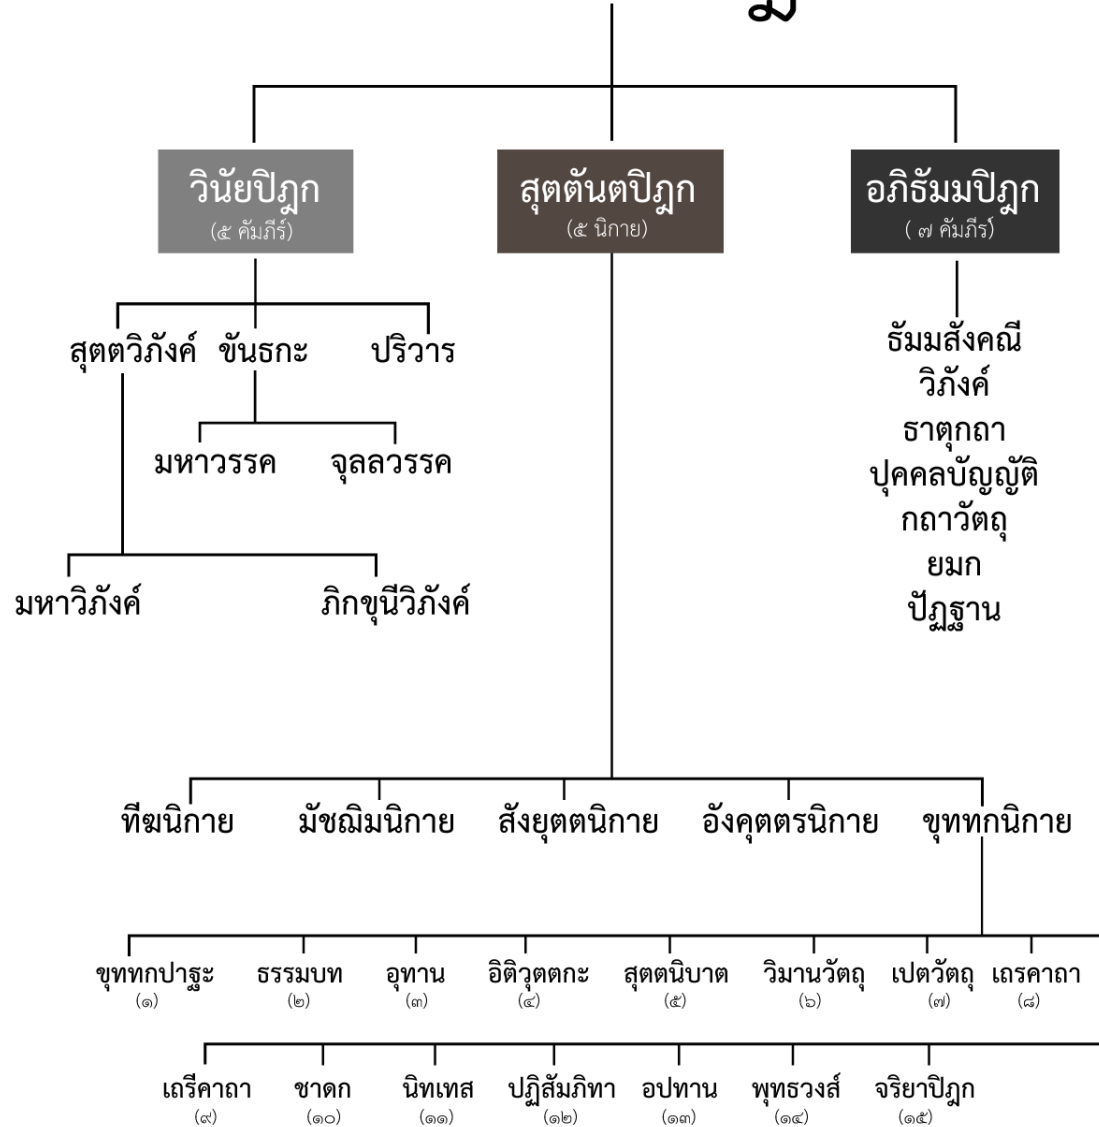 วินัยปิฎก
(๕ คัมภีร์)
สุตตันตปิฎก
(๕ นิกาย)
อภิธัมมปิฎก
( ๗ คัมภีร์)
สุตตวิภังค์ ขันธกะ ปริวาร
มหาวรรค จุลลวรรค
มหาวิภังค์ ภิกขุนีวิภังค์
ธัมมสังคณี
วิภังค์
ธาตุกถา
ปุคคลบัญญัติ
กถาวัตถุ
ยมก
ปัฏฐาน
ทีฆนิกาย มัชฌิมนิกาย สังยุตตนิกาย อังคุตตรนิกาย ขุททกนิกาย
ขุททกปาฐะ ธรรมบท อุทาน อิติวุตตกะ สุตตนิบาต วิมานวัตถุ เปตวัตถุ เถรคาถา
(๑) (๒) (๓) (๔) (๕) (๖) (๗) (๘)
เถรีคาถา ชาดก นิทเทส ปฏิสัมภิทา อปทาน พุทธวงส์ จริยาปิฎก
(๙) (๑๐) (๑๑) (๑๒) (๑๓) (๑๔) (๑๕)